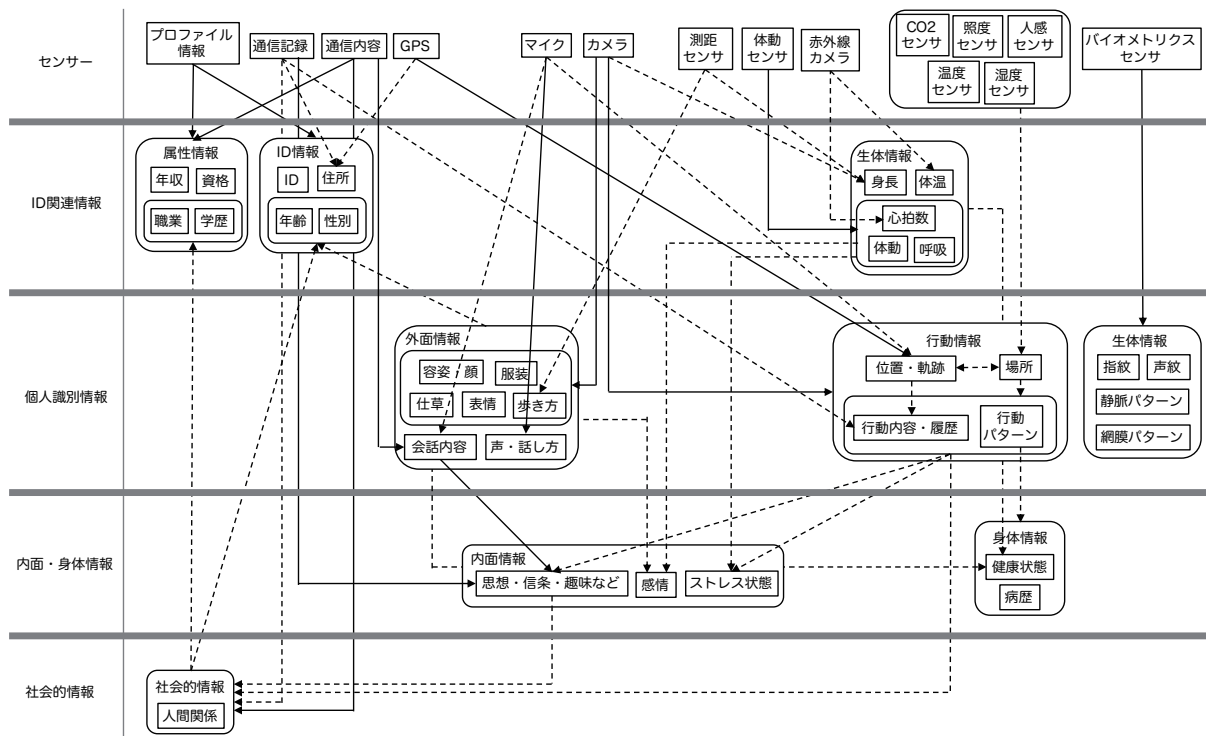 センサー
プロファイル
情報
通信記録
通信内容
GPS
マイク
カメラ
測距
センサ
体動
センサ
赤外線
カメラ
CO2
センサ
照度
センサ
人感
センサ
温度
センサ
湿度
センサ
バイオメトリクス
センサ
ID関連情報
属性情報
年収
資格
職業
学歴
ID情報
ID
住所
年齢
性別
生体情報
身長
体温
心拍数
体動
呼吸
個人識別情報
外面情報
容姿・顔
服装
仕草
表情
歩き方
会話内容
声・話し方
行動情報
位置・軌跡
場所
行動内容・履歴
行動
パターン
生体情報
指紋
声紋
静脈パターン
網膜パターン
内面・身体情報
内面情報
思想・信条・趣味など
感情
ストレス状態
身体情報
健康状態
病歴
社会的情報
社会的情報
人間関係